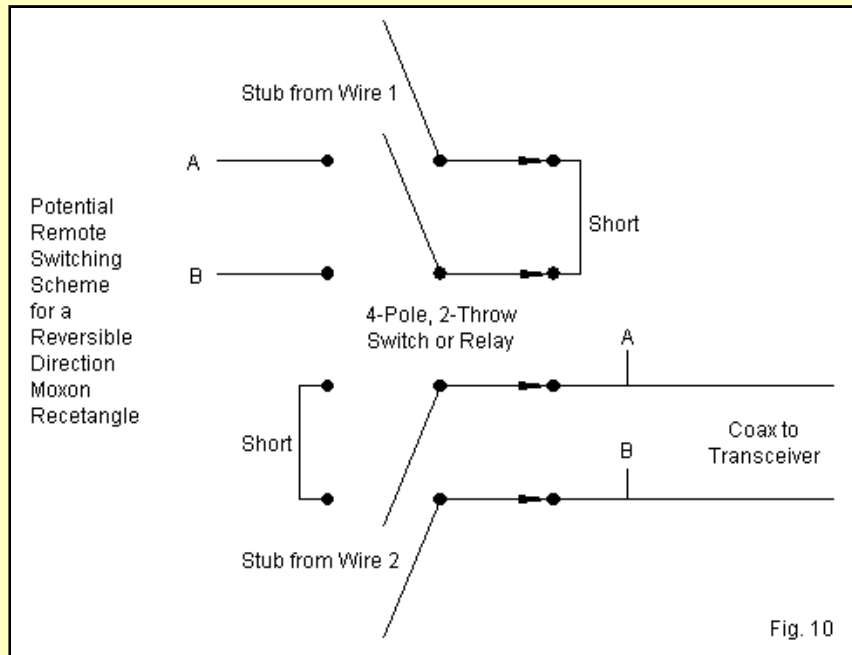 Stub from Wire 1
A
Potential
Remote
Switching
Scheme
for a
Reversible
Direction
Moxon
Recetangle
Short
B
4-Pole, 2-Throw
Switch or Relay
A
Short
Coax to
Transceiver
B
Stub from Wire 2
Fig. 10